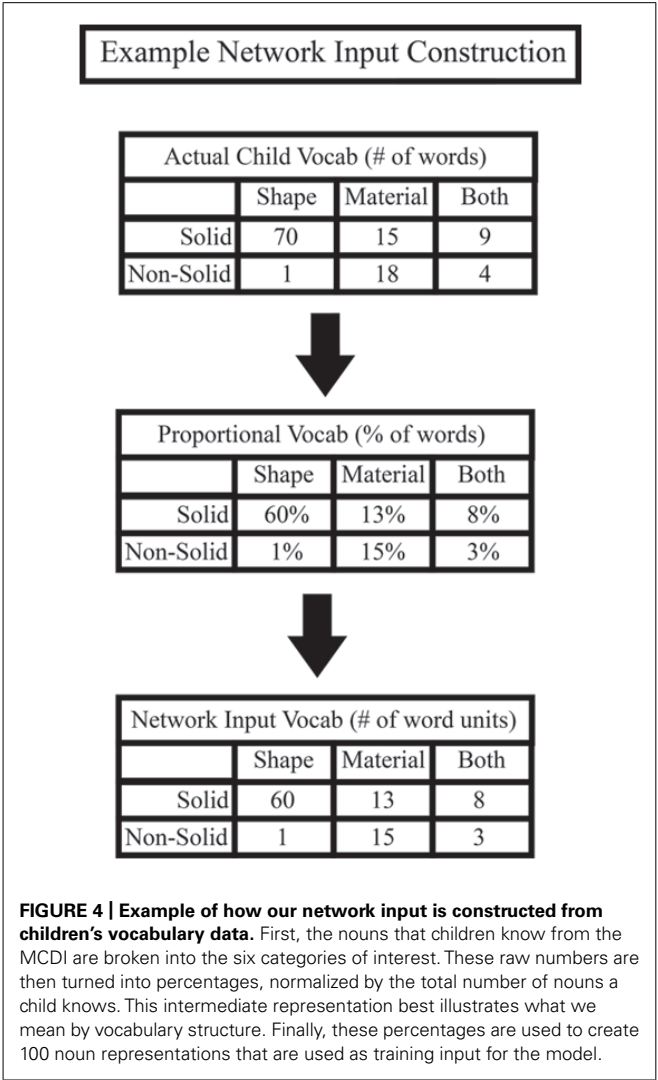 Example Network Input Construction
Actual Child Vocab (# of words)
Shape Material Both
Solid 70 15 9
Non-Solid 1 18 4
Proportional Vocab (% of words)
Shape Material Both
Solid 60% 13% 8%
Non-Solid 1% 15% 3%
Network Input Vocab (# of word units)
Shape Material Both
Solid 60 13 8
Non-Solid 1 15 3
FIGURE 4 | Example of how our network input is constructed from
children's vocabulary data. First, the nouns that children know from the
MCDI are broken into the six categories of interest. These raw numbers are
then turned into percentages, normalized by the total number of nouns a
child knows. This intermediate representation best illustrates what we
mean by vocabulary structure. Finally, these percentages are used to create
100 noun representations that are used as training input for the model.